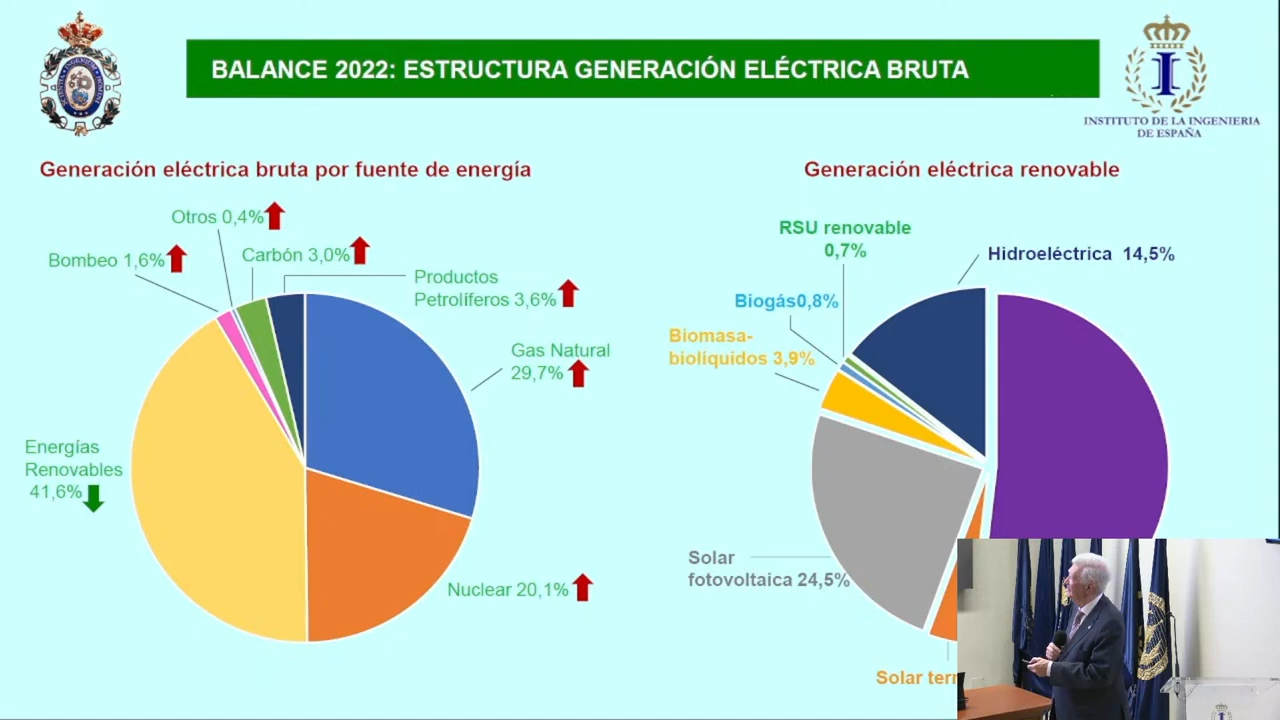 BALANCE 2022: ESTRUCTURA GENERACIÓN ELÉCTRICA BRUTA
INSTITUTO DE LA INGENIERIA
DE ESPAÑA
Generación eléctrica bruta por fuente de energía
Otros 0,4%
Bombeo 1,6%
Carbón 3,0%
Productos
Petrolíferos 3,6%
Gas Natural
29,7%
Energías
Renovables
41,6%
Nuclear 20,1%
Generación eléctrica renovable
RSU renovable
0,7%
Hidroeléctrica 14,5%
Biogás0,8%
Biomasa-
biolíquidos 3,9%
Solar
fotovoltaica 24,5%
Solar terr